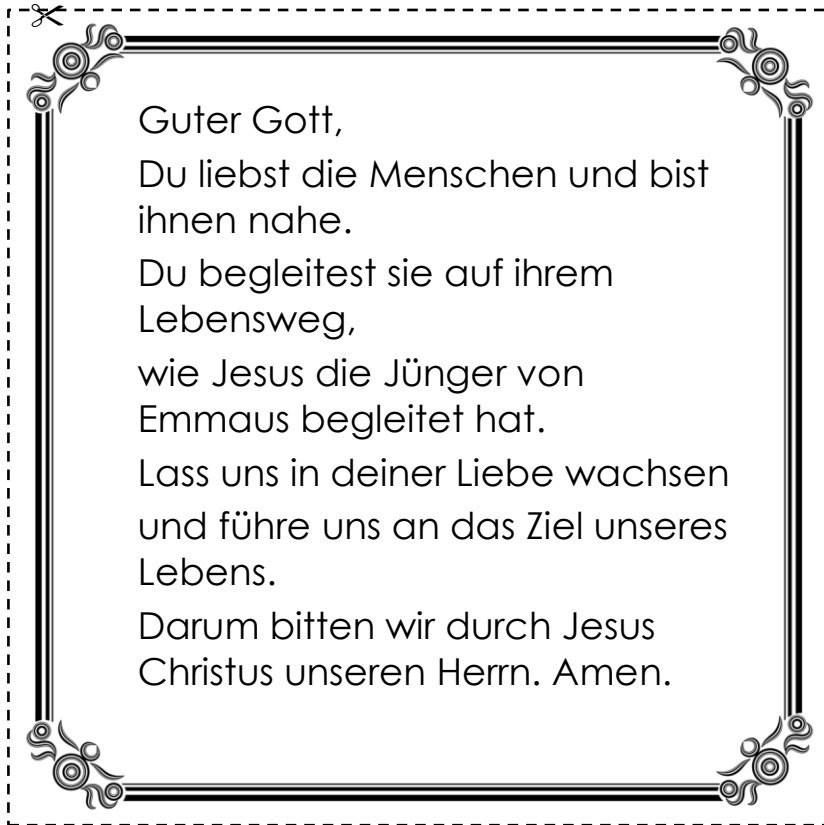 Guter Gott,
Du liebst die Menschen und bist
ihnen nahe.
Du begleitest sie auf ihrem
Lebensweg,
wie Jesus die Jünger von
Emmaus begleitet hat.
Lass uns in deiner Liebe wachsen
und führe uns an das Ziel unseres
Lebens.
Darum bitten wir durch Jesus
Christus unseren Herrn. Amen.